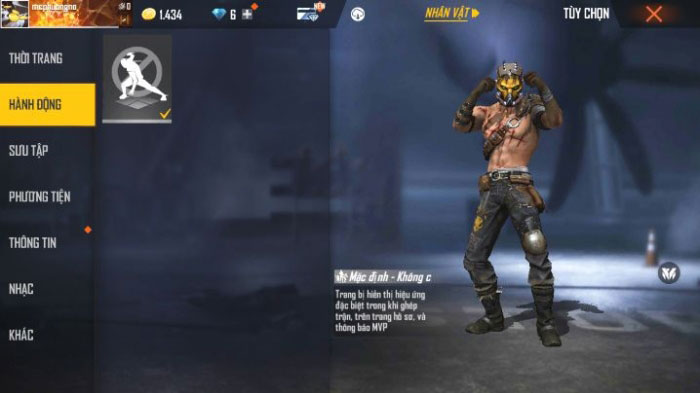 1.434
6
NHÂN VẬT
TÙY CHỌN
THỜI TRANG
HÀNH ĐỘNG
SƯU TẬP
PHƯƠNG TIỆN
THÔNG TIN
NHẠC
KHÁC
Mặc định - Không c
Trang bị hiển thị hiệu ứng
đặc biệt trong khi ghép
trận, trên trang hồ sơ, và
thông báo MVP